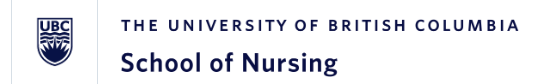 UBC
THE UNIVERSITY OF BRITISH COLUMBIA
School of Nursing